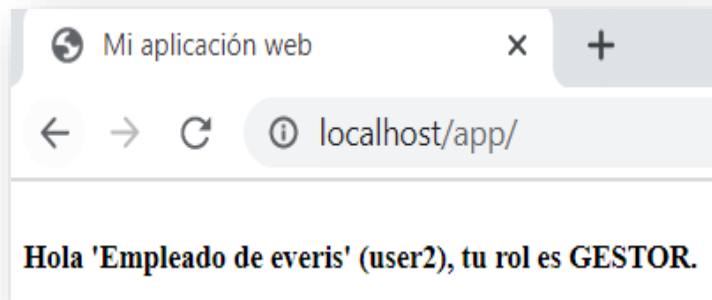 Mi aplicación web
localhost/app/
Hola 'Empleado de everis' (user2), tu rol es GESTOR.